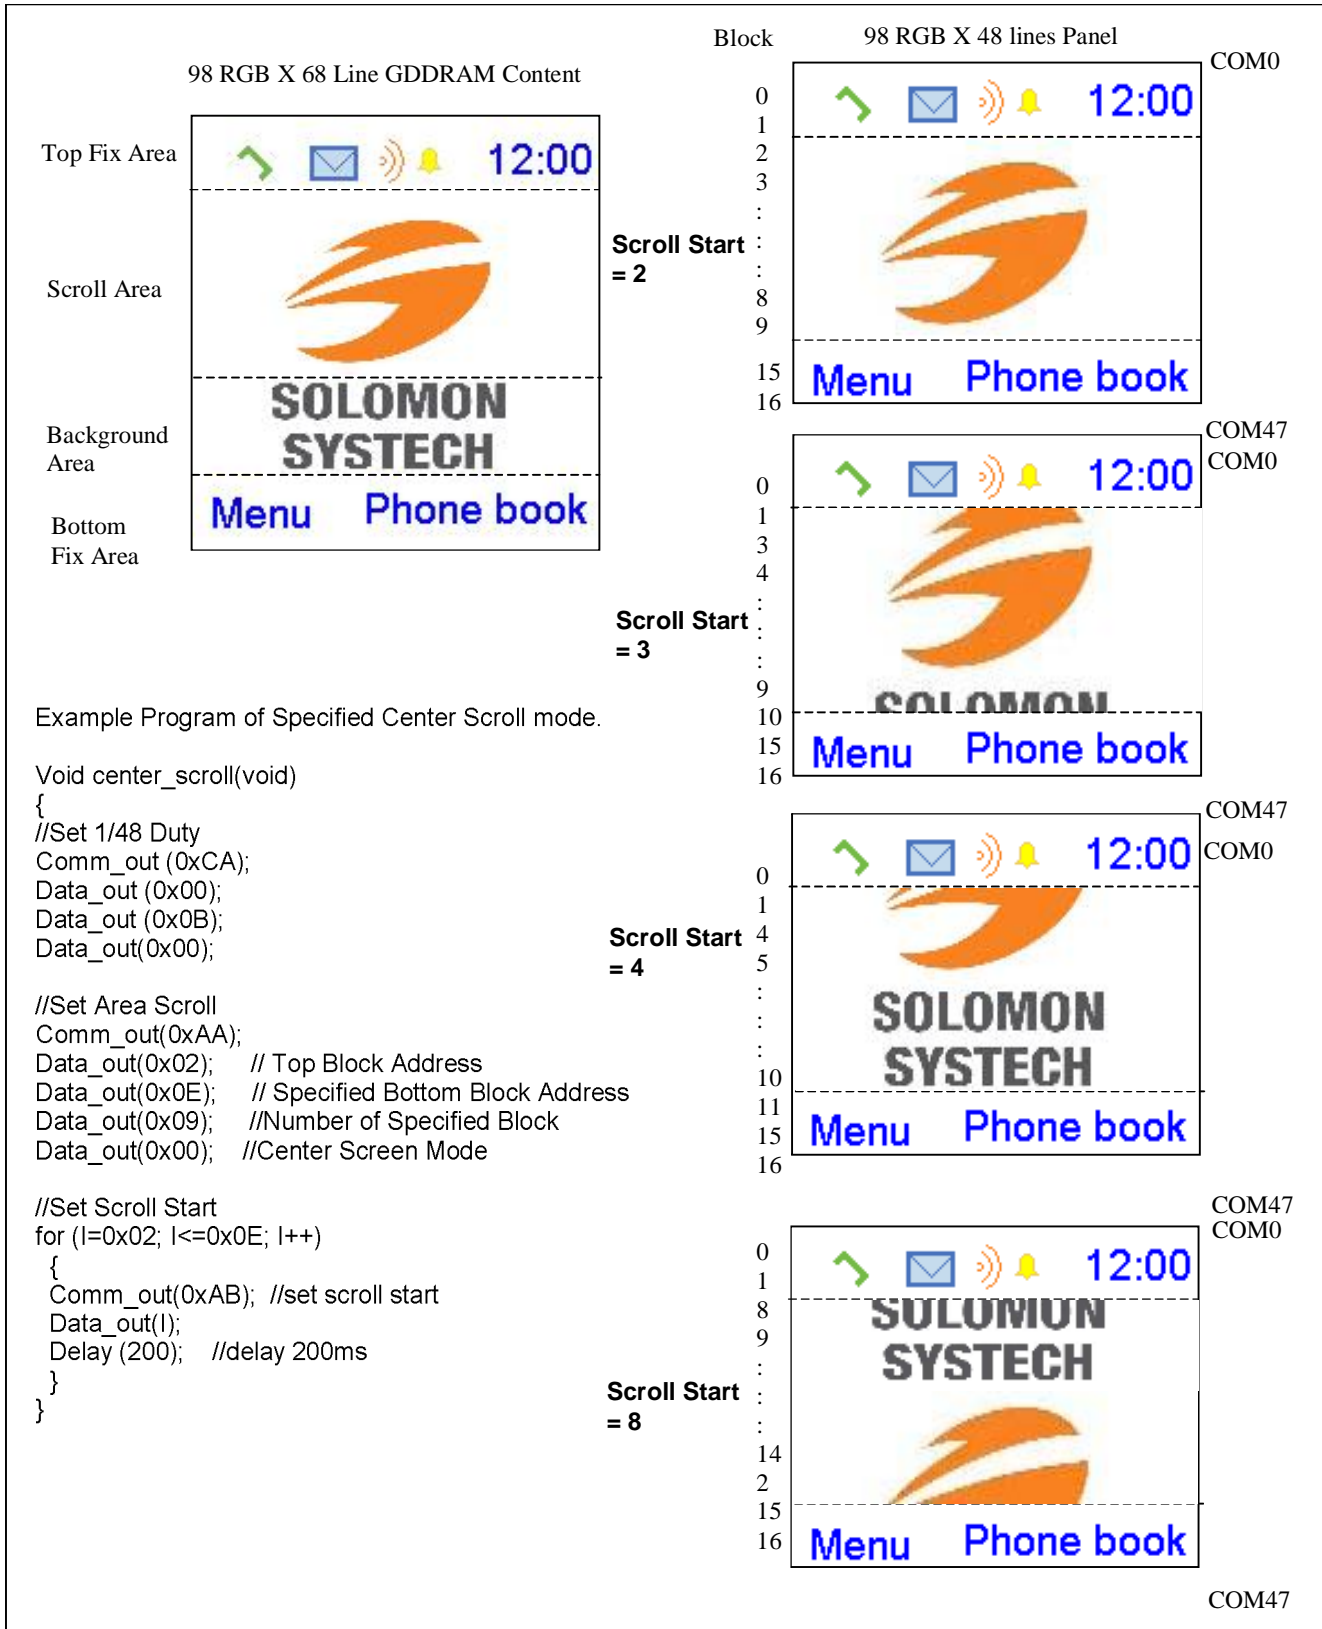 98 RGB X 68 Line GDDRAM Content
Top Fix Area
12:00
Scroll Area
SOLOMON
SYSTECH
Background
Area
Menu Phone book
Bottom
Fix Area
Example Program of Specified Center Scroll mode.
Void center_scroll(void)
{
//Set 1/48 Duty
Comm_out (0xCA);
Data_out (0x00);
Data_out (0x0B);
Data_out(0x00);
//Set Area Scroll
Comm_out(0xAA);
Data_out(0x02); // Top Block Address
Data_out(0x0E); // Specified Bottom Block Address
Data_out(0x09); //Number of Specified Block
Data_out(0x00); //Center Screen Mode
//Set Scroll Start
for (I=0x02; I<=0x0E; I++)
{
Comm_out(0xAB); //set scroll start
Data_out(I);
Delay (200); //delay 200ms
}
}
Block
98 RGB X 48 lines Panel
COM0
0
1
2
3
:
:
:
8
9
15
16
Scroll Start
= 2
12:00
Menu Phone book
COM47
COM0
0
1
3
4
:
:
:
9
10
15
16
Scroll Start
= 3
12:00
SOLOMON
Menu Phone book
COM47
COM0
0
1
4
5
:
:
:
10
11
15
16
Scroll Start
= 4
12:00
SOLOMON
SYSTECH
Menu Phone book
COM47
COM0
0
1
8
9
:
:
:
14
2
15
16
Scroll Start
= 8
12:00
SOLOMON
SYSTECH
Menu Phone book
COM47